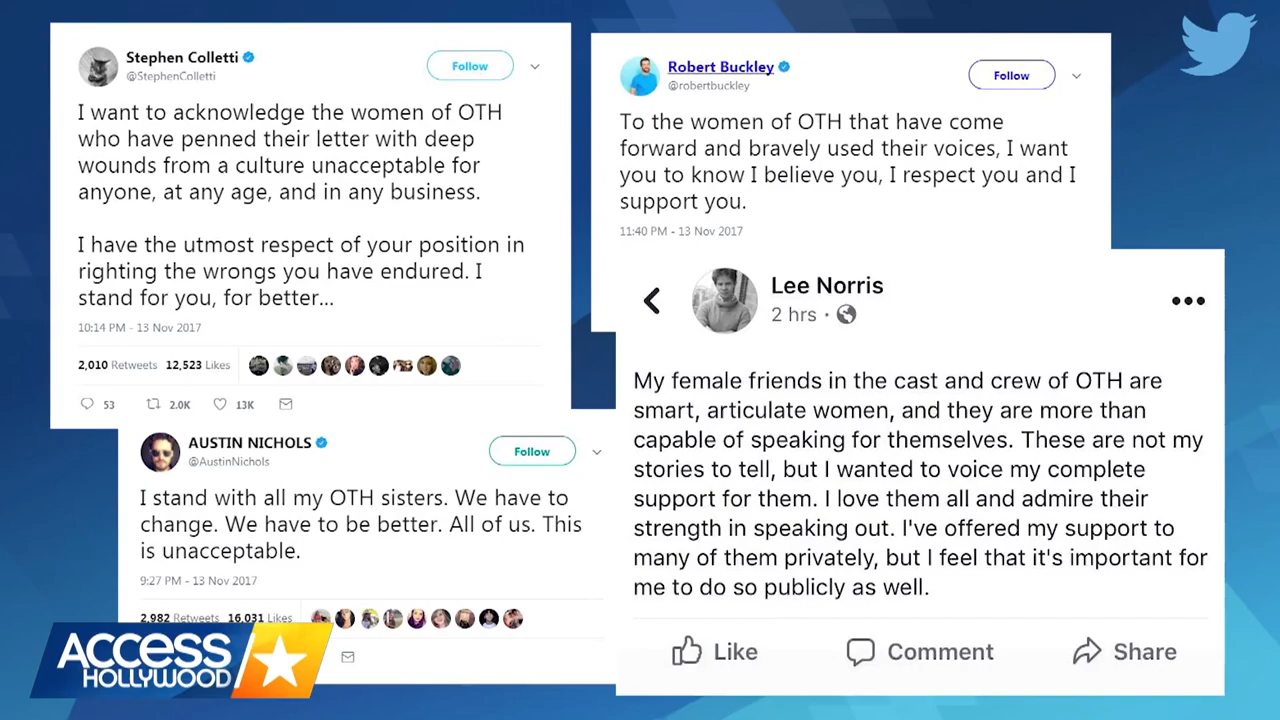 Stephen Colletti
@StephenColletti
Follow
I want to acknowledge the women of OTH
who have penned their letter with deep
wounds from a culture unacceptable for
anyone, at any age, and in any business.
I have the utmost respect of your position in
righting the wrongs you have endured. I
stand for you, for better...
10:14 PM - 13 Nov 2017
2,010 Retweets 12,523 Likes
53 2.0K 13K
Robert Buckley
@robertbuckley
Follow
To the women of OTH that have come
forward and bravely used their voices, I want
you to know I believe you, I respect you and I
support you.
11:40 PM - 13 Nov 2017
AUSTIN NICHOLS
@AustinNichols
Follow
I stand with all my OTH sisters. We have to
change. We have to be better. All of us. This
is unacceptable.
9:27 PM - 13 Nov 2017
2,982 Retweets 16,031 Likes
Lee Norris
2 hrs ·
My female friends in the cast and crew of OTH are
smart, articulate women, and they are more than
capable of speaking for themselves. These are not my
stories to tell, but I wanted to voice my complete
support for them. I love them all and admire their
strength in speaking out. I've offered my support to
many of them privately, but I feel that it's important for
me to do so publicly as well.
Like Comment Share
ACCESS
HOLLYWOOD